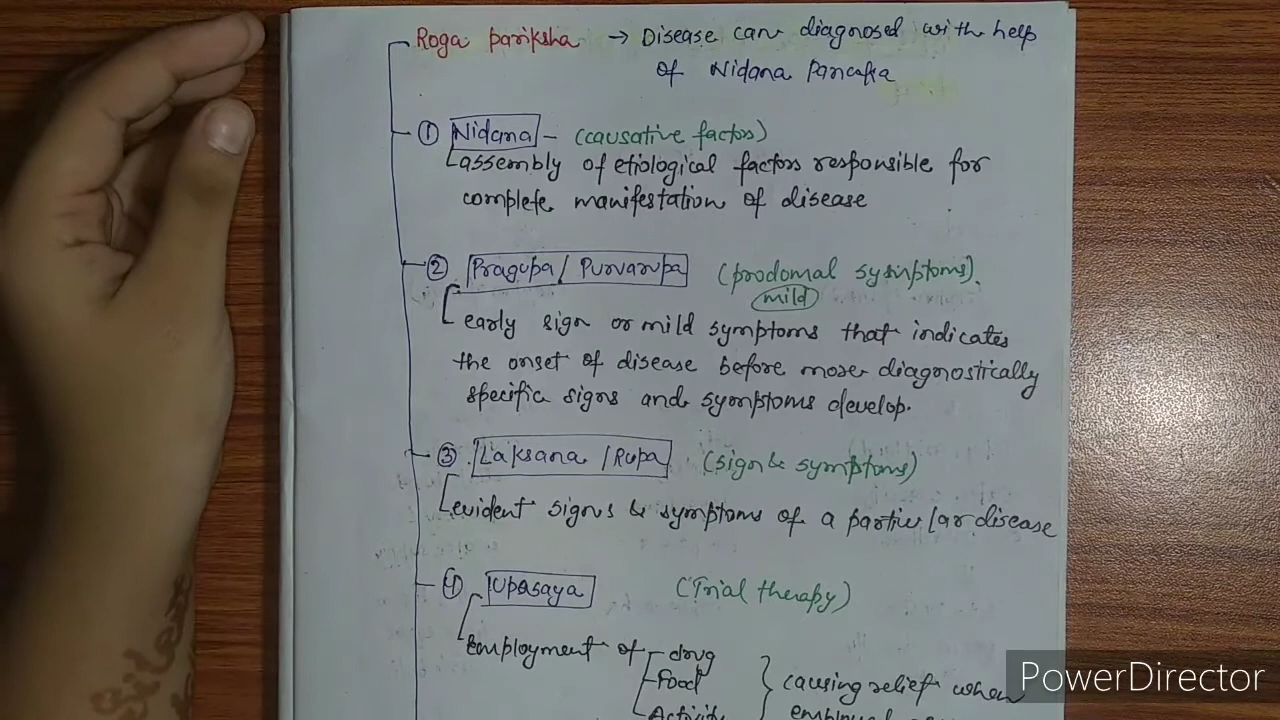 Roga pariksha → Disease can diagnosed with help
of Nidana Pancaka
① Nidana - (causative factors)
assembly of etiological factors responsible for
complete manifestation of disease
② Pragupa / Purvarupa (prodomal symptoms).
mild
early sign or mild symptoms that indicates
the onset of disease before more diagnostically
specific signs and symptoms develop.
③ Laksana / Rupa (sign & symptoms)
evident signs & symptoms of a particular disease
④ Upasaya (Trial therapy)
Employment of drug
Food
Activity
} causing relief when
PowerDirector